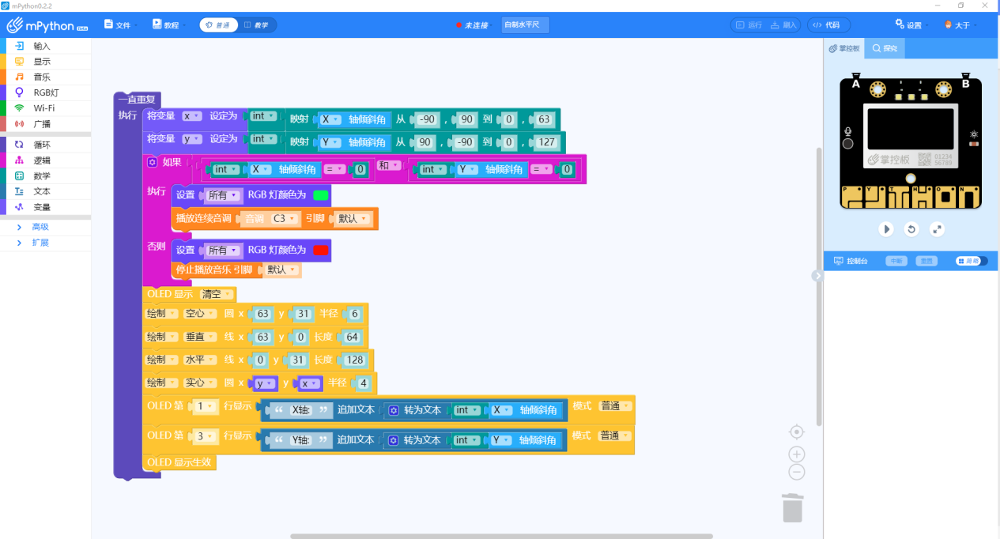 mPython0.2.2
mPython Beta 文件 教程 普通 教学 未连接 自制水平尺 运行 刷入 代码 设置 大于
输入
显示
音乐
RGB灯
Wi-Fi
广播
循环
逻辑
数学
文本
变量
高级
扩展
一直重复
执行 将变量 x 设定为 int 映射 X 轴倾斜角 从 -90 , 90 到 0 , 63
将变量 y 设定为 int 映射 Y 轴倾斜角 从 90 , -90 到 0 , 127
如果 int X 轴倾斜角 = 0 和 int Y 轴倾斜角 = 0
执行 设置 所有 RGB 灯颜色为
播放连续音调 音调 C3 引脚 默认
否则 设置 所有 RGB 灯颜色为
停止播放音乐 引脚 默认
OLED 显示 清空
绘制 空心 圆 x 63 y 31 半径 6
绘制 垂直 线 x 63 y 0 长度 64
绘制 水平 线 x 0 y 31 长度 128
绘制 实心 圆 x y y x 半径 4
OLED 第 1 行显示 “ X轴: ” 追加文本 转为文本 int X 轴倾斜角 模式 普通
OLED 第 3 行显示 “ Y轴: ” 追加文本 转为文本 int Y 轴倾斜角 模式 普通
OLED 显示生效
掌控板 探究
A B
掌控板 01234
56789
P Y T H O N
控制台 中断 重置 简略